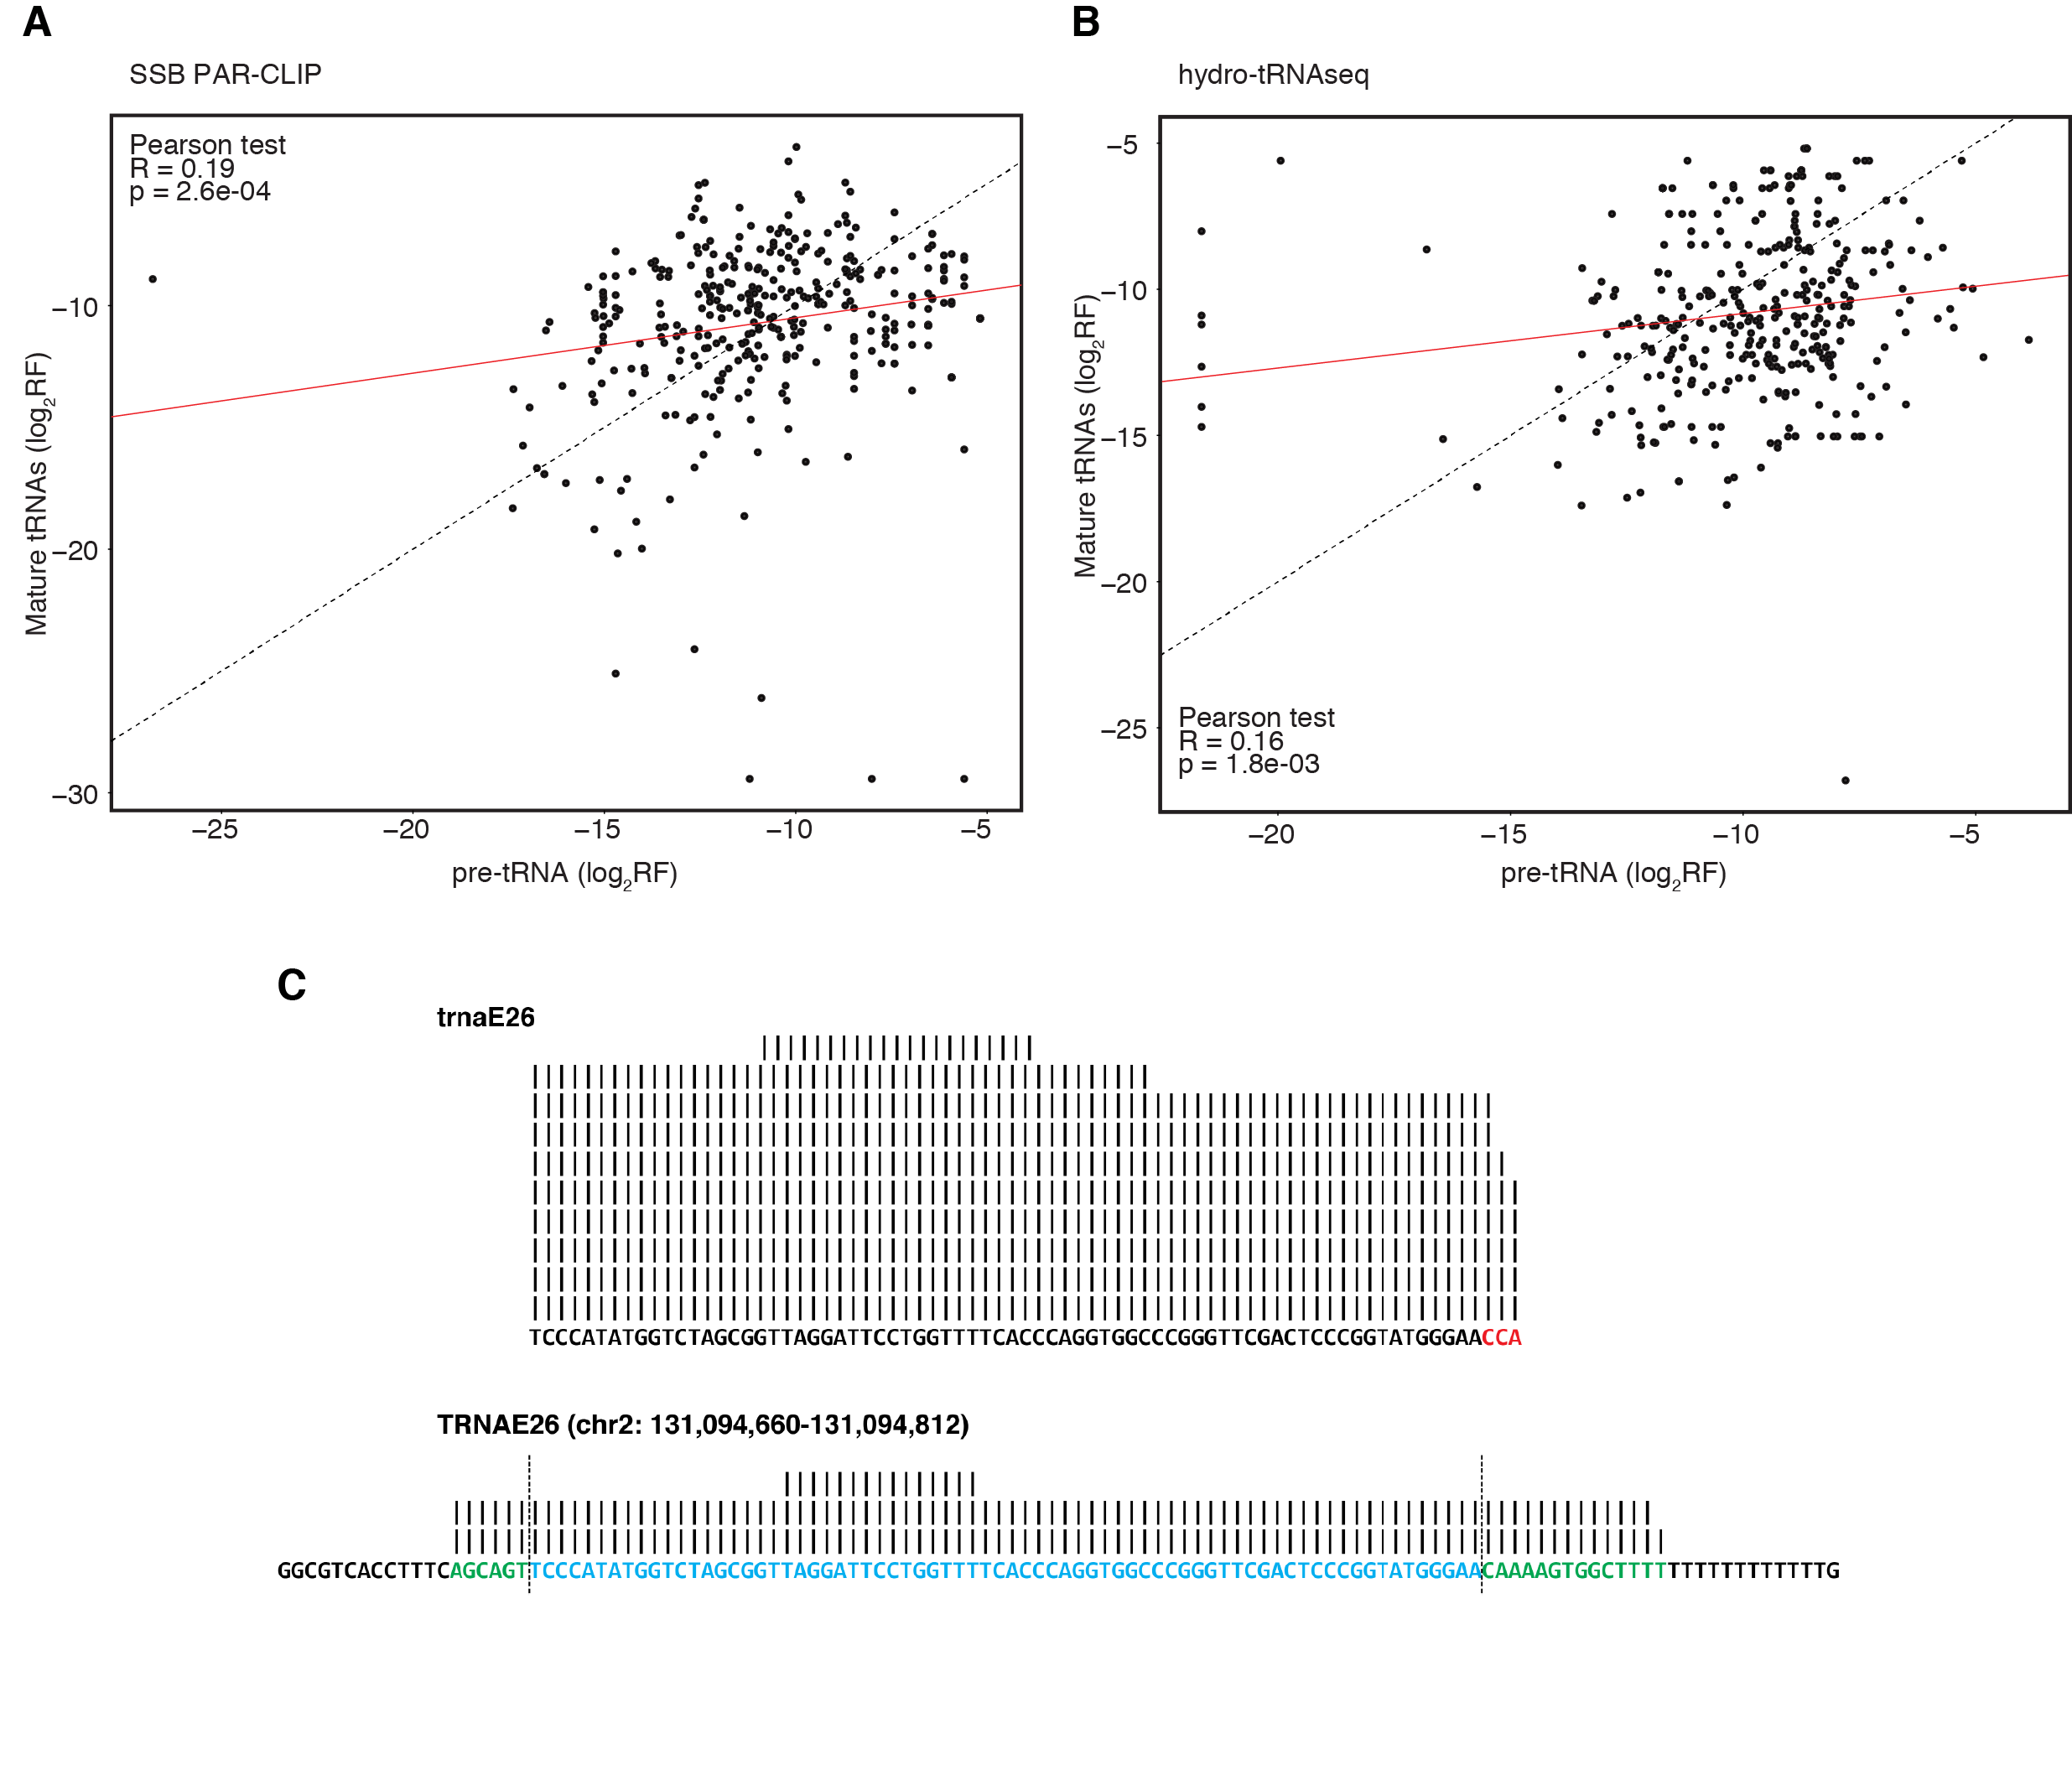 A
SSB PAR-CLIP
Pearson test
R = 0.19
p = 2.6e-04
−10
−20
−30
Mature tRNAs (log2RF)
−25 −20 −15 −10 −5
pre-tRNA (log2RF)
B
hydro-tRNAseq
−5
−10
−15
−20
−25
Mature tRNAs (log2RF)
Pearson test
R = 0.16
p = 1.8e-03
−20 −15 −10 −5
pre-tRNA (log2RF)
C
trnaE26
TCCCATATGGTCTAGCGGTTAGGATTCCTGGTTTTCACCCAGGTGGCCCGGGTTCGACTCCCGGTATGGGAACCA
TRNAE26 (chr2: 131,094,660-131,094,812)
GGCGTCACCTTTCAGCAGTTCCCATATGGTCTAGCGGTTAGGATTCCTGGTTTTCACCCAGGTGGCCCGGGTTCGACTCCCGGTATGGGAACAAAAGTGGCTTTTTTTTTTTTTTTTTG